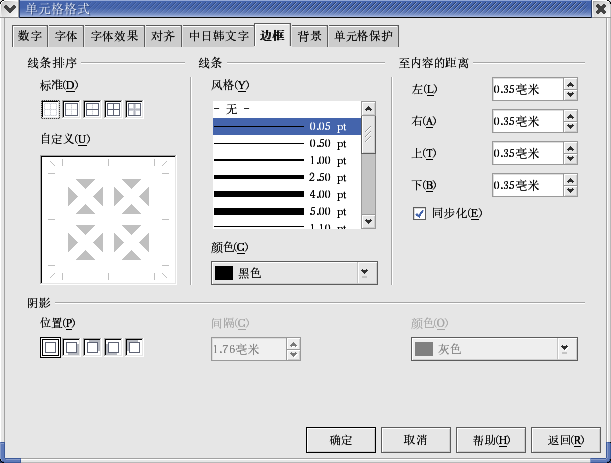 单元格格式
数字 字体 字体效果 对齐 中日韩文字 边框 背景 单元格保护
线条排序
标准(D)
自定义(U)
线条
风格(Y)
- 无 -
0.05 pt
0.50 pt
1.00 pt
2.50 pt
4.00 pt
5.00 pt
1.10 pt
颜色(C)
黑色
至内容的距离
左(L) 0.35毫米
右(A) 0.35毫米
上(T) 0.35毫米
下(B) 0.35毫米
同步化(E)
阴影
位置(P)
间隔(G)
1.76毫米
颜色(O)
灰色
确定 取消 帮助(H) 返回(R)